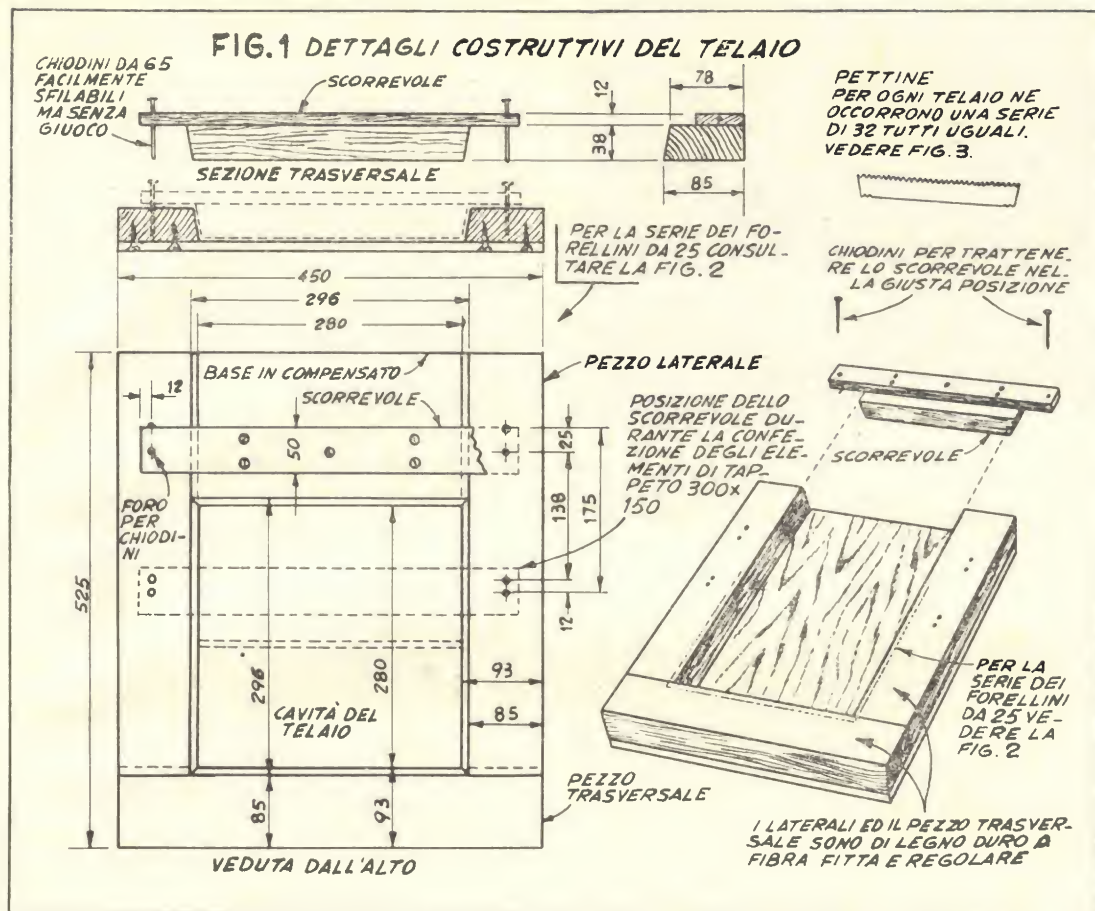 FIG.1 DETTAGLI COSTRUTTIVI DEL TELAIO
CHIODINI DA 65
FACILMENTE
SFILABILI
MA SENZA
GIUOCO
SCORREVOLE
12
78
38
85
SEZIONE TRASVERSALE
PETTINE
PER OGNI TELAIO NE
OCCORRONO UNA SERIE
DI 32 TUTTI UGUALI.
VEDERE FIG. 3.
PER LA SERIE DEI FO-
RELLINI DA 25 CONSUL-
TARE LA FIG. 2
450
296
280
CHIODINI PER TRATTENE.
RE LO SCORREVOLE NEL-
LA GIUSTA POSIZIONE
BASE IN COMPENSATO
PEZZO LATERALE
12
SCORREVOLE
50
25
138
175
12
POSIZIONE DELLO
SCORREVOLE DU-
RANTE LA CONFE-
ZIONE DEGLI ELE-
MENTI DI TAP-
PETO 300x
150
SCORREVOLE
FORO
PER
CHIODI-
NI
525
296
280
93
85
CAVITÀ DEL
TELAIO
85
93
PEZZO
TRASVERSALE
VEDUTA DALL'ALTO
PER LA
SERIE DEI
FORELLINI
DA 25 VE-
DERE LA
FIG. 2
I LATERALI ED IL PEZZO TRASVER-
SALE SONO DI LEGNO DURO A
FIBRA FITTA E REGOLARE